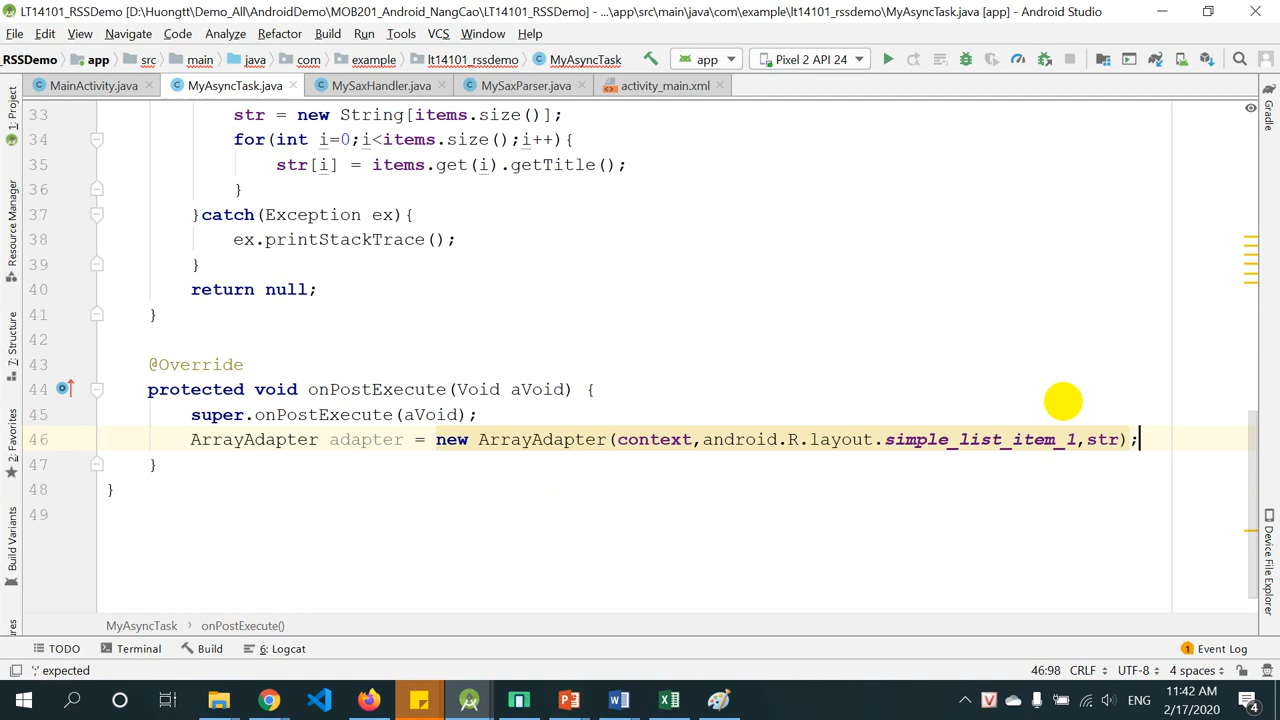 LT14101_RSSDemo [D:\Huongtt\Demo_All\AndroidDemo\MOB201_Android_NangCao\LT14101_RSSDemo] - ...\app\src\main\java\com\example\lt14101_rssdemo\MyAsyncTask.java [app] - Android Studio
File Edit View Navigate Code Analyze Refactor Build Run Tools VCS Window Help
_RSSDemo app src main java com example lt14101_rssdemo MyAsyncTask app Pixel 2 API 24
MainActivity.java MyAsyncTask.java MySaxHandler.java MySaxParser.java activity_main.xml
1: Project
Resource Manager
7: Structure
2: Favorites
Build Variants
33 str = new String[items.size()];
34 for(int i=0;i<items.size();i++){
35 str[i] = items.get(i).getTitle();
36 }
37 }catch(Exception ex){
38 ex.printStackTrace();
39 }
40 return null;
41 }
42
43 @Override
44 protected void onPostExecute(Void aVoid) {
45 super.onPostExecute(aVoid);
46 ArrayAdapter adapter = new ArrayAdapter(context,android.R.layout.simple_list_item_1,str);
47 }
48 }
49
Gradle
Device File Explorer
MyAsyncTask onPostExecute()
TODO Terminal Build 6: Logcat 1 Event Log
';' expected 46:98 CRLF UTF-8 4 spaces
ENG 11:42 AM
2/17/2020 4